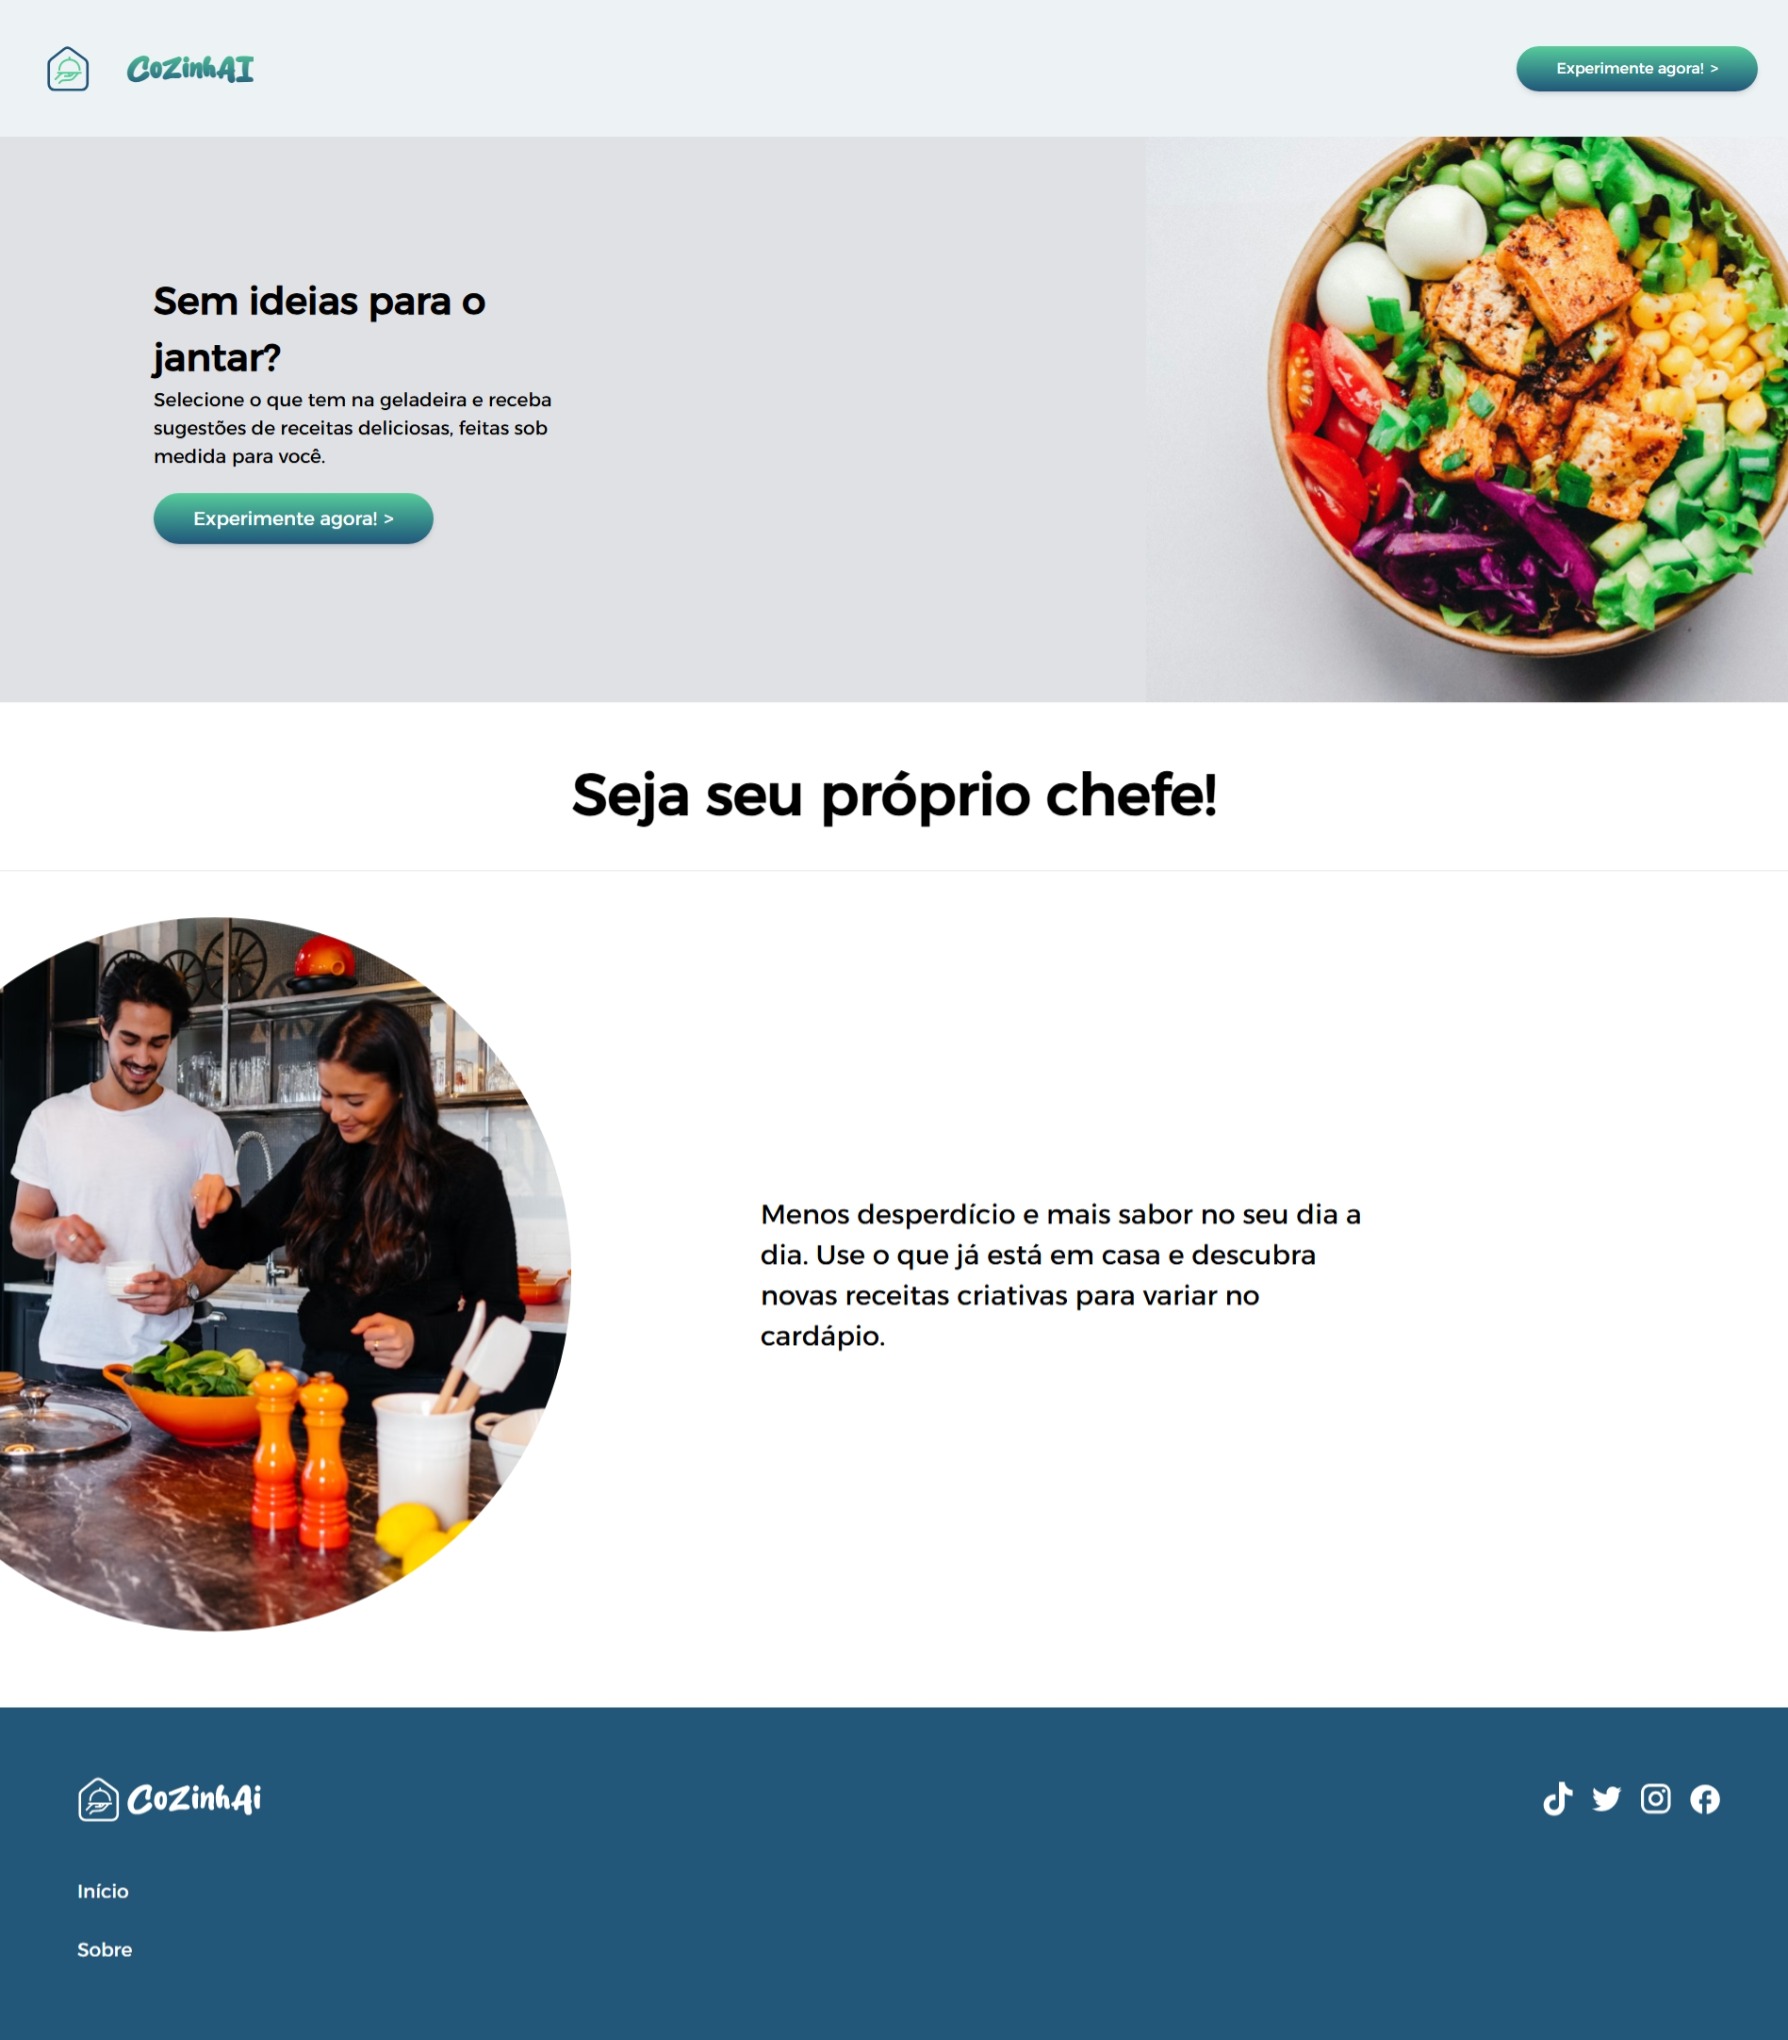 CoZinhAI
Experimente agora! >
Sem ideias para o
jantar?
Selecione o que tem na geladeira e receba
sugestões de receitas deliciosas, feitas sob
medida para você.
Experimente agora! >
Seja seu próprio chefe!
Menos desperdício e mais sabor no seu dia a
dia. Use o que já está em casa e descubra
novas receitas criativas para variar no
cardápio.
CoZinhAi
Início
Sobre